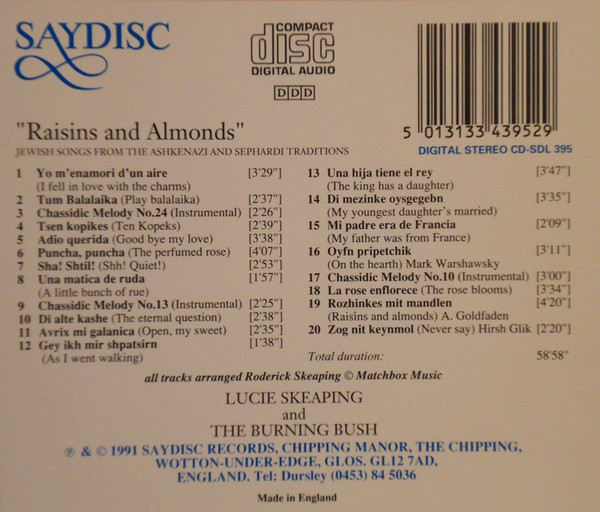 SAYDISC
COMPACT
disc
DIGITAL AUDIO
DDD
5 013133 439529
DIGITAL STEREO CD-SDL 395
"Raisins and Almonds"
JEWISH SONGS FROM THE ASHKENAZI AND SEPHARDI TRADITIONS
1 Yo m'enamori d'un aire [3'29"]
(I fell in love with the charms)
2 Tum Balalaika (Play balalaika) [2'37"]
3 Chassidic Melody No.24 (Instrumental) [2'26"]
4 Tsen kopikes (Ten Kopeks) [2'39"]
5 Adio querida (Good bye my love) [3'38"]
6 Puncha, puncha (The perfumed rose) [4'07"]
7 Sha! Shtil! (Shh! Quiet!) [2'53"]
8 Una matica de ruda [1'57"]
(A little bunch of rue)
9 Chassidic Melody No.13 (Instrumental) [2'25"]
10 Di alte kashe (The eternal question) [2'38"]
11 Avrix mi galanica (Open, my sweet) [2'35"]
12 Gey ikh mir shpatsirn [1'38"]
(As I went walking)
13 Una hija tiene el rey [3'47"]
(The king has a daughter)
14 Di mezinke oysgegebn [3'35"]
(My youngest daughter's married)
15 Mi padre era de Francia [2'09"]
(My father was from France)
16 Oyfn pripetchik [3'11"]
(On the hearth) Mark Warshawsky
17 Chassidic Melody No.10 (Instrumental) [3'00"]
18 La rose enflorece (The rose blooms) [3'34"]
19 Rozhinkes mit mandlen [4'20"]
(Raisins and almonds) A. Goldfaden
20 Zog nit keynmol (Never say) Hirsh Glik [2'20"]
Total duration: 58'58"
all tracks arranged Roderick Skeaping © Matchbox Music
LUCIE SKEAPING
and
THE BURNING BUSH
℗ & © 1991 SAYDISC RECORDS, CHIPPING MANOR, THE CHIPPING,
WOTTON-UNDER-EDGE, GLOS. GL12 7AD,
ENGLAND. Tel: Dursley (0453) 84 5036
Made in England